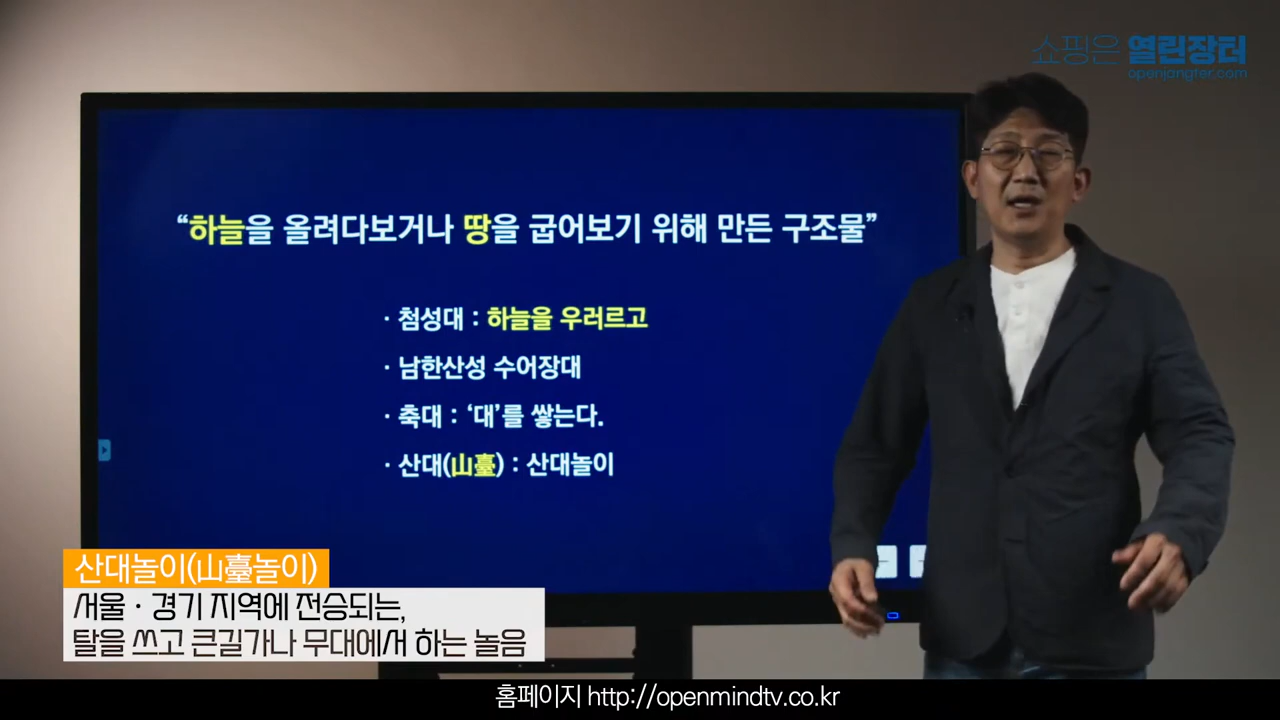 쇼핑은 열린장터
openjangter.com
“하늘을 올려다보거나 땅을 굽어보기 위해 만든 구조물”
· 첨성대 : 하늘을 우러르고
· 남한산성 수어장대
· 축대 : ‘대’를 쌓는다.
· 산대(山臺) : 산대놀이
산대놀이(山臺놀이)
서울 · 경기 지역에 전승되는,
탈을 쓰고 큰길가나 무대에서 하는 놀음
홈페이지 http://openmindtv.co.kr